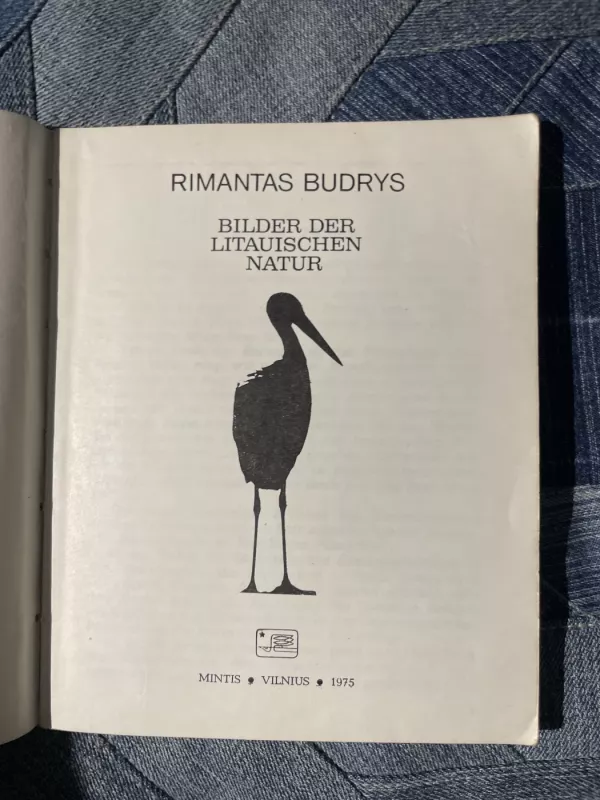 RIMANTAS BUDRYS
BILDER DER
LITAUISCHEN
NATUR
MINTIS • VILNIUS • 1975